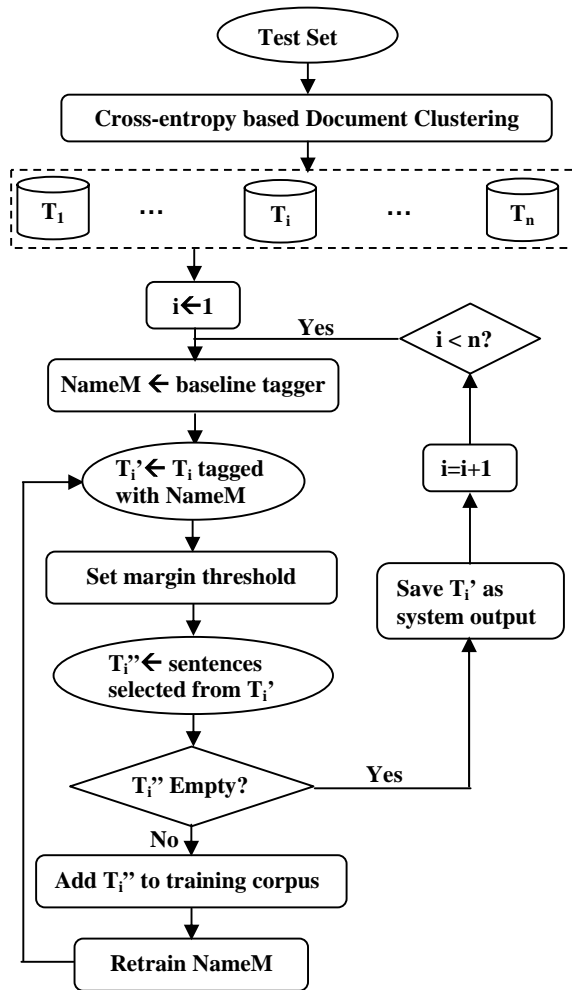 Test Set
Cross-entropy based Document Clustering
T₁ ... Tᵢ ... Tₙ
i←1
Yes
i < n?
NameM ← baseline tagger
Tᵢ’← Tᵢ tagged
with NameM
i=i+1
Set margin threshold
Save Tᵢ’ as
system output
Tᵢ”← sentences
selected from Tᵢ’
Tᵢ” Empty?
Yes
No
Add Tᵢ” to training corpus
Retrain NameM